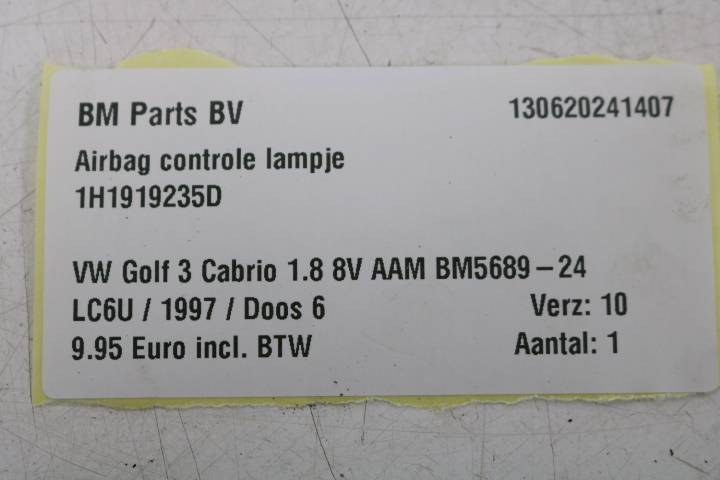 BM Parts BV 130620241407
Airbag controle lampje
1H1919235D
VW Golf 3 Cabrio 1.8 8V AAM BM5689-24
LC6U / 1997 / Doos 6 Verz: 10
9.95 Euro incl. BTW Aantal: 1